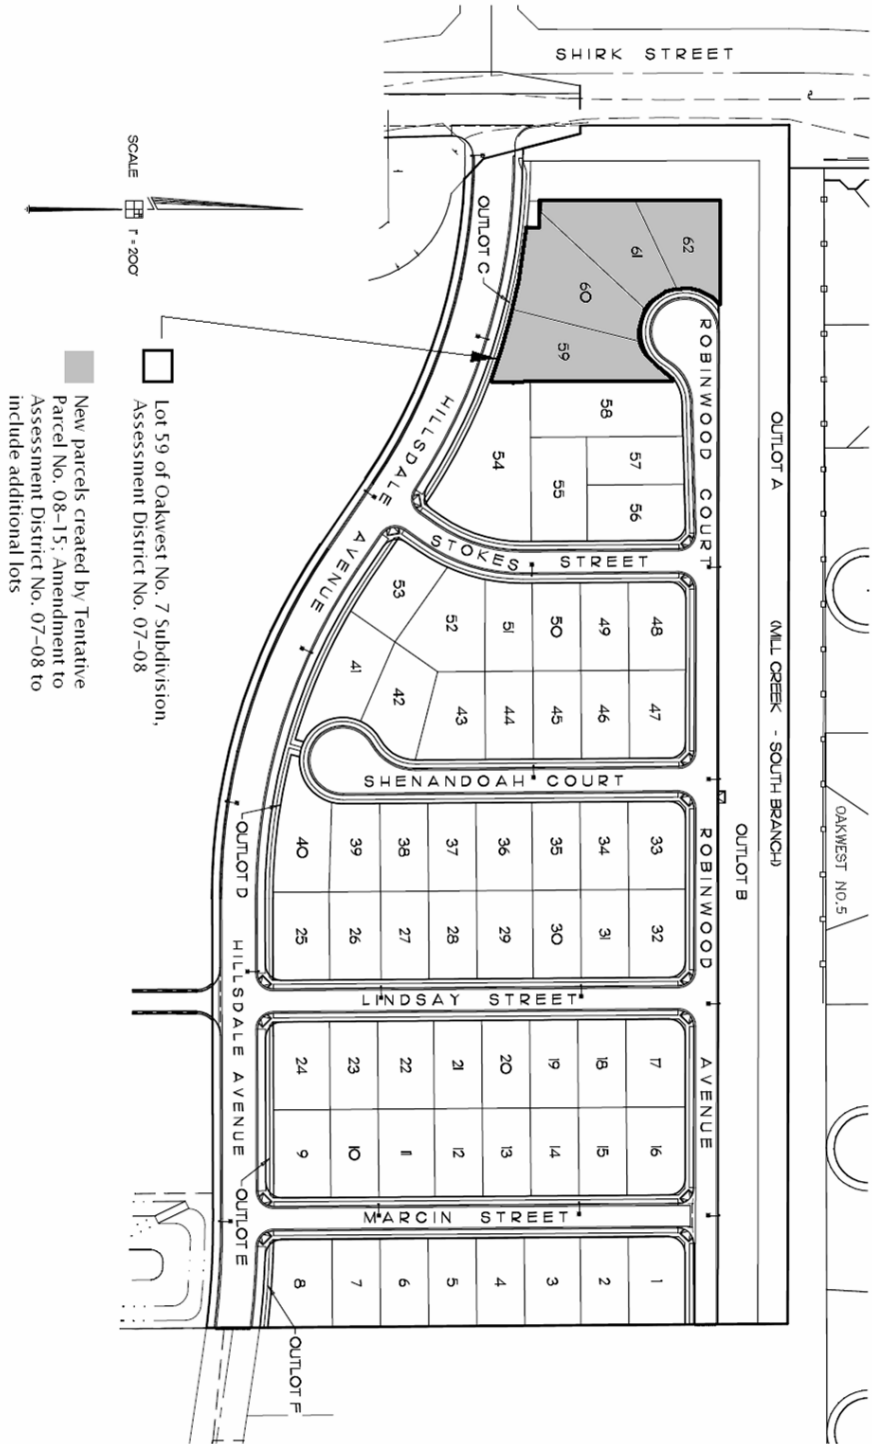 SHIRK STREET
SCALE
1" = 200'
OUTLOT C
62
61
60
59
ROBINWOOD COURT
OUTLOT A
(MILL CREEK - SOUTH BRANCH)
Lot 59 of Oakwest No. 7 Subdivision,
Assessment District No. 07–08
New parcels created by Tentative
Parcel No. 08–15; Amendment to
Assessment District No. 07–08 to
include additional lots
HILLSDALE AVENUE
58
57
56
55
54
STOKES STREET
53
52
51
50
49
48
41
42
43
44
45
46
47
SHENANDOAH COURT
ROBINWOOD AVENUE
OUTLOT B
OAKWEST NO.5
OUTLOT D
40
39
38
37
36
35
34
33
25
26
27
28
29
30
31
32
HILLSDALE AVENUE
LINDSAY STREET
24
23
22
21
20
19
18
17
9
10
11
12
13
14
15
16
OUTLOT E
MARCIN STREET
8
7
6
5
4
3
2
1
OUTLOT F